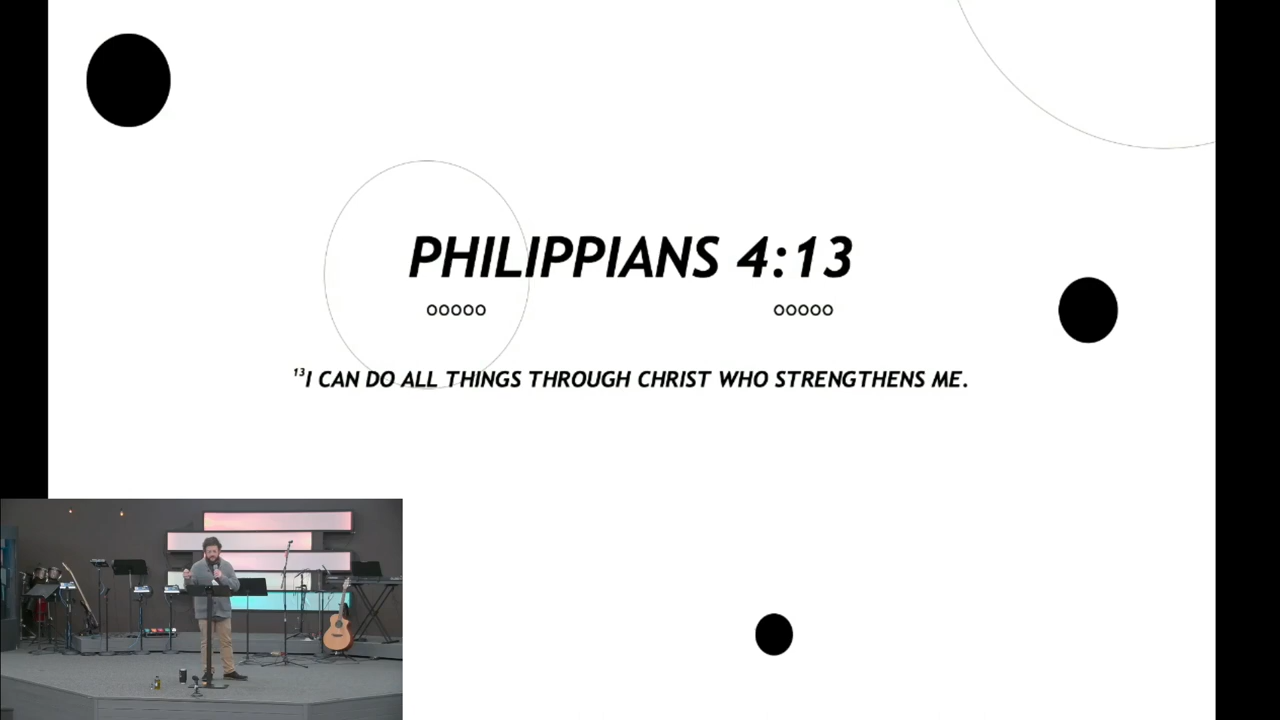 PHILIPPIANS 4:13
ooooo ooooo
¹³I CAN DO ALL THINGS THROUGH CHRIST WHO STRENGTHENS ME.